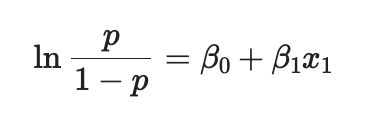 ln p/(1 − p) = β₀ + β₁x₁